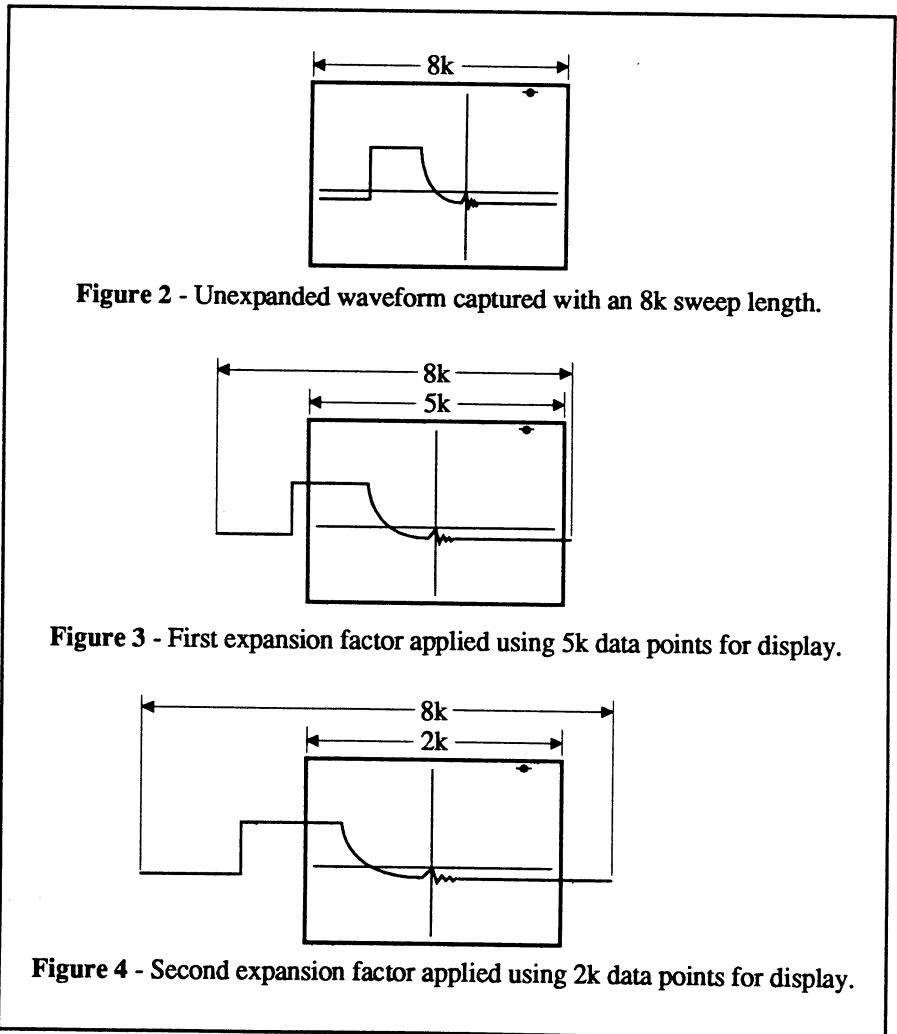 8k
Figure 2 - Unexpanded waveform captured with an 8k sweep length.
8k
5k
Figure 3 - First expansion factor applied using 5k data points for display.
8k
2k
Figure 4 - Second expansion factor applied using 2k data points for display.